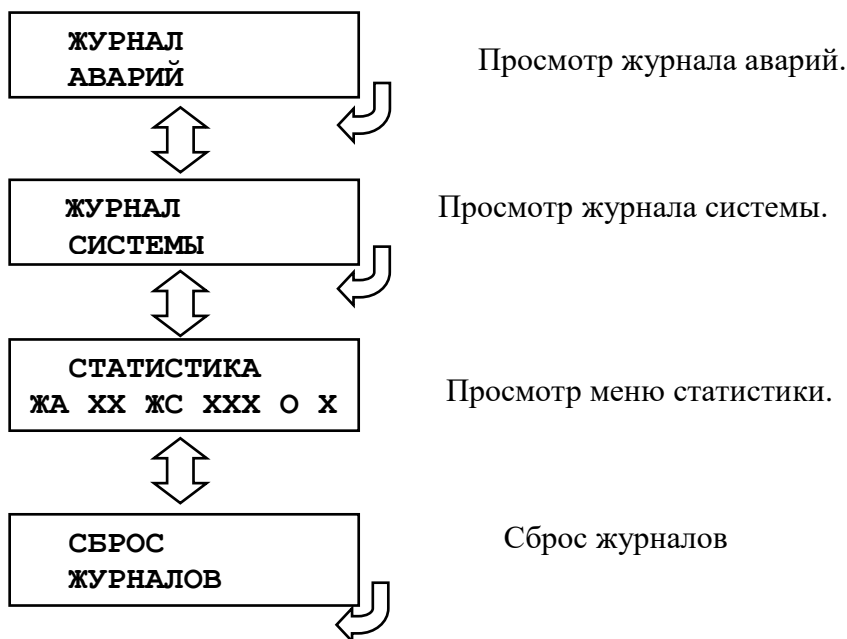 ЖУРНАЛ
АВАРИЙ
Просмотр журнала аварий.
ЖУРНАЛ
СИСТЕМЫ
Просмотр журнала системы.
СТАТИСТИКА
ЖА XX ЖС XXX О X
Просмотр меню статистики.
СБРОС
ЖУРНАЛОВ
Сброс журналов